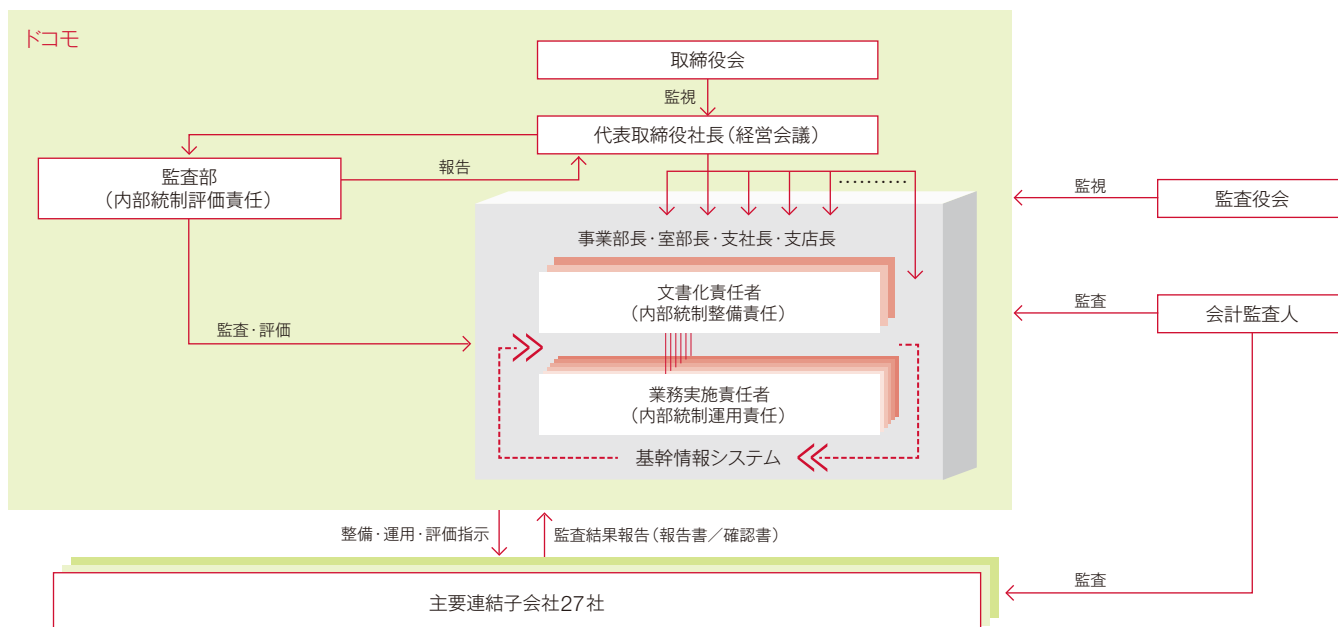 ドコモ
取締役会
監視
代表取締役社長(経営会議)
監査部
(内部統制評価責任)
報告
‥‥‥‥‥
監視
監査役会
事業部長・室部長・支社長・支店長
文書化責任者
(内部統制整備責任)
監査
会計監査人
監査・評価
業務実施責任者
(内部統制運用責任)
基幹情報システム
整備・運用・評価指示
監査結果報告(報告書/確認書)
監査
主要連結子会社27社